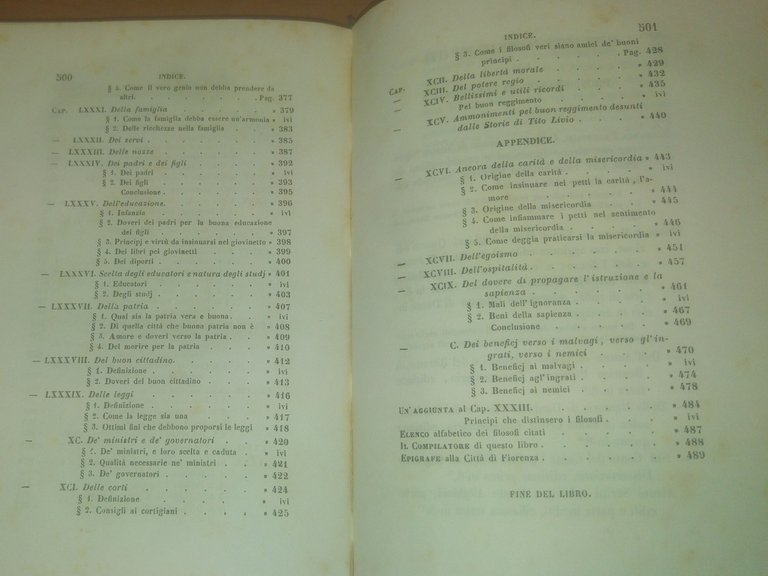 500 INDICE.
§ 5. Come il vero genio non debba prendere da
altri. . . . . . . . . . Pag. 377
CAP. LXXXI. Della famiglia . . . . . . » 379
§ 1. Come la famiglia debba essere un'armonia » ivi
§ 2. Delle ricchezze nella famiglia . . . . » 383
— LXXXII. Dei servi . . . . . . . . » 385
— LXXXIII. Delle nozze . . . . . . . » 387
— LXXXIV. Dei padri e dei figli . . . . . » 392
§ 1. Dei padri . . . . . . . » ivi
§ 2. Dei figli . . . . . . . » 393
Conclusione . . . . . . . » 395
— LXXXV. Dell'educazione. . . . . . . » 396
§ 1. Infanzia . . . . . . . » ivi
§ 2. Doveri dei padri per la buona educazione
dei figli . . . . . . . » 397
§ 3. Principj e virtù da insinuarsi nel giovinetto » 398
§ 4. Dei libri pei giovinetti . . . . . » 399
§ 5. Dei diporti . . . . . . . » 400
— LXXXVI. Scelta degli educatori e natura degli studj » 401
§ 1. Educatori . . . . . . . » ivi
§ 2. Degli studj . . . . . . . » 403
— LXXXVII. Della patria . . . . . . . » 407
§ 1. Qual sia la patria vera e buona . . . » ivi
§ 2. Di quella città che buona patria non è » 408
§ 3. Amore e doveri verso la patria . . . » 409
§ 4. Del morire per la patria . . . . » 410
— LXXXVIII. Del buon cittadino. . . . . . » 412
§ 1. Definizione . . . . . . . » ivi
§ 2. Doveri del buon cittadino . . . . » 413
— LXXXIX. Delle leggi . . . . . . . » 416
§ 1. Definizione . . . . . . . » ivi
§ 2. Come la legge sia una . . . . » 417
§ 3. Ottimi fini che debbono proporsi le leggi » 418
— XC. De' ministri e de' governatori . . . » 420
§ 1. De' ministri, e loro scelta e caduta . . » ivi
§ 2. Qualità necessarie ne' ministri . . . » 421
§ 3. De' governatori . . . . . . » 422
— XCI. Delle corti . . . . . . . » 424
§ 1. Definizione . . . . . . . » ivi
§ 2. Consigli ai cortigiani . . . . . » 425
INDICE. 501
§ 3. Come i filosofi veri siano amici de' buoni
principi . . . . . . . Pag. 428
CAP. XCII. Della libertà morale . . . . . » 429
— XCIII. Del potere regio . . . . . . » 432
— XCIV. Bellissimi e utili ricordi . . . . » 435
Pel buon reggimento . . . . . » ivi
— XCV. Ammonimenti pel buon reggimento desunti
dalle Storie di Tito Livio . . . . » 440
APPENDICE.
— XCVI. Ancora della carità e della misericordia » 443
§ 1. Origine della carità . . . . . » ivi
§ 2. Come insinuare nei petti la carità, l'a-
more . . . . . . . » 444
§ 3. Origine della misericordia . . . . » 445
§ 4. Come infiammare i petti nel sentimento
della misericordia . . . . . » 446
§ 5. Come deggia praticarsi la misericordia » ivi
— XCVII. Dell'egoismo . . . . . . . » 451
— XCVIII. Dell'ospitalità . . . . . . . » 457
— XCIX. Del dovere di propagare l'istruzione e la
sapienza . . . . . . . » 461
§ 1. Mali dell'ignoranza . . . . . » ivi
§ 2. Beni della sapienza . . . . . » 467
Conclusione . . . . . . » 469
— C. Dei beneficj verso i malvagi, verso gl'in-
grati, verso i nemici . . . . . » 470
§ 1. Beneficj ai malvagi . . . . . » ivi
§ 2. Beneficj agl'ingrati . . . . . » 474
§ 3. Beneficj ai nemici . . . . . » 478
UN'AGGIUNTA al Cap. XXXIII. . . . . . » 484
Principi che distinsero i filosofi . . . » ivi
ELENCO alfabetico dei filosofi citati . . . . » 487
IL COMPILATORE di questo libro. . . . . . » 488
EPIGRAFE alla Città di Fiorenza . . . . . » 489
FINE DEL LIBRO.